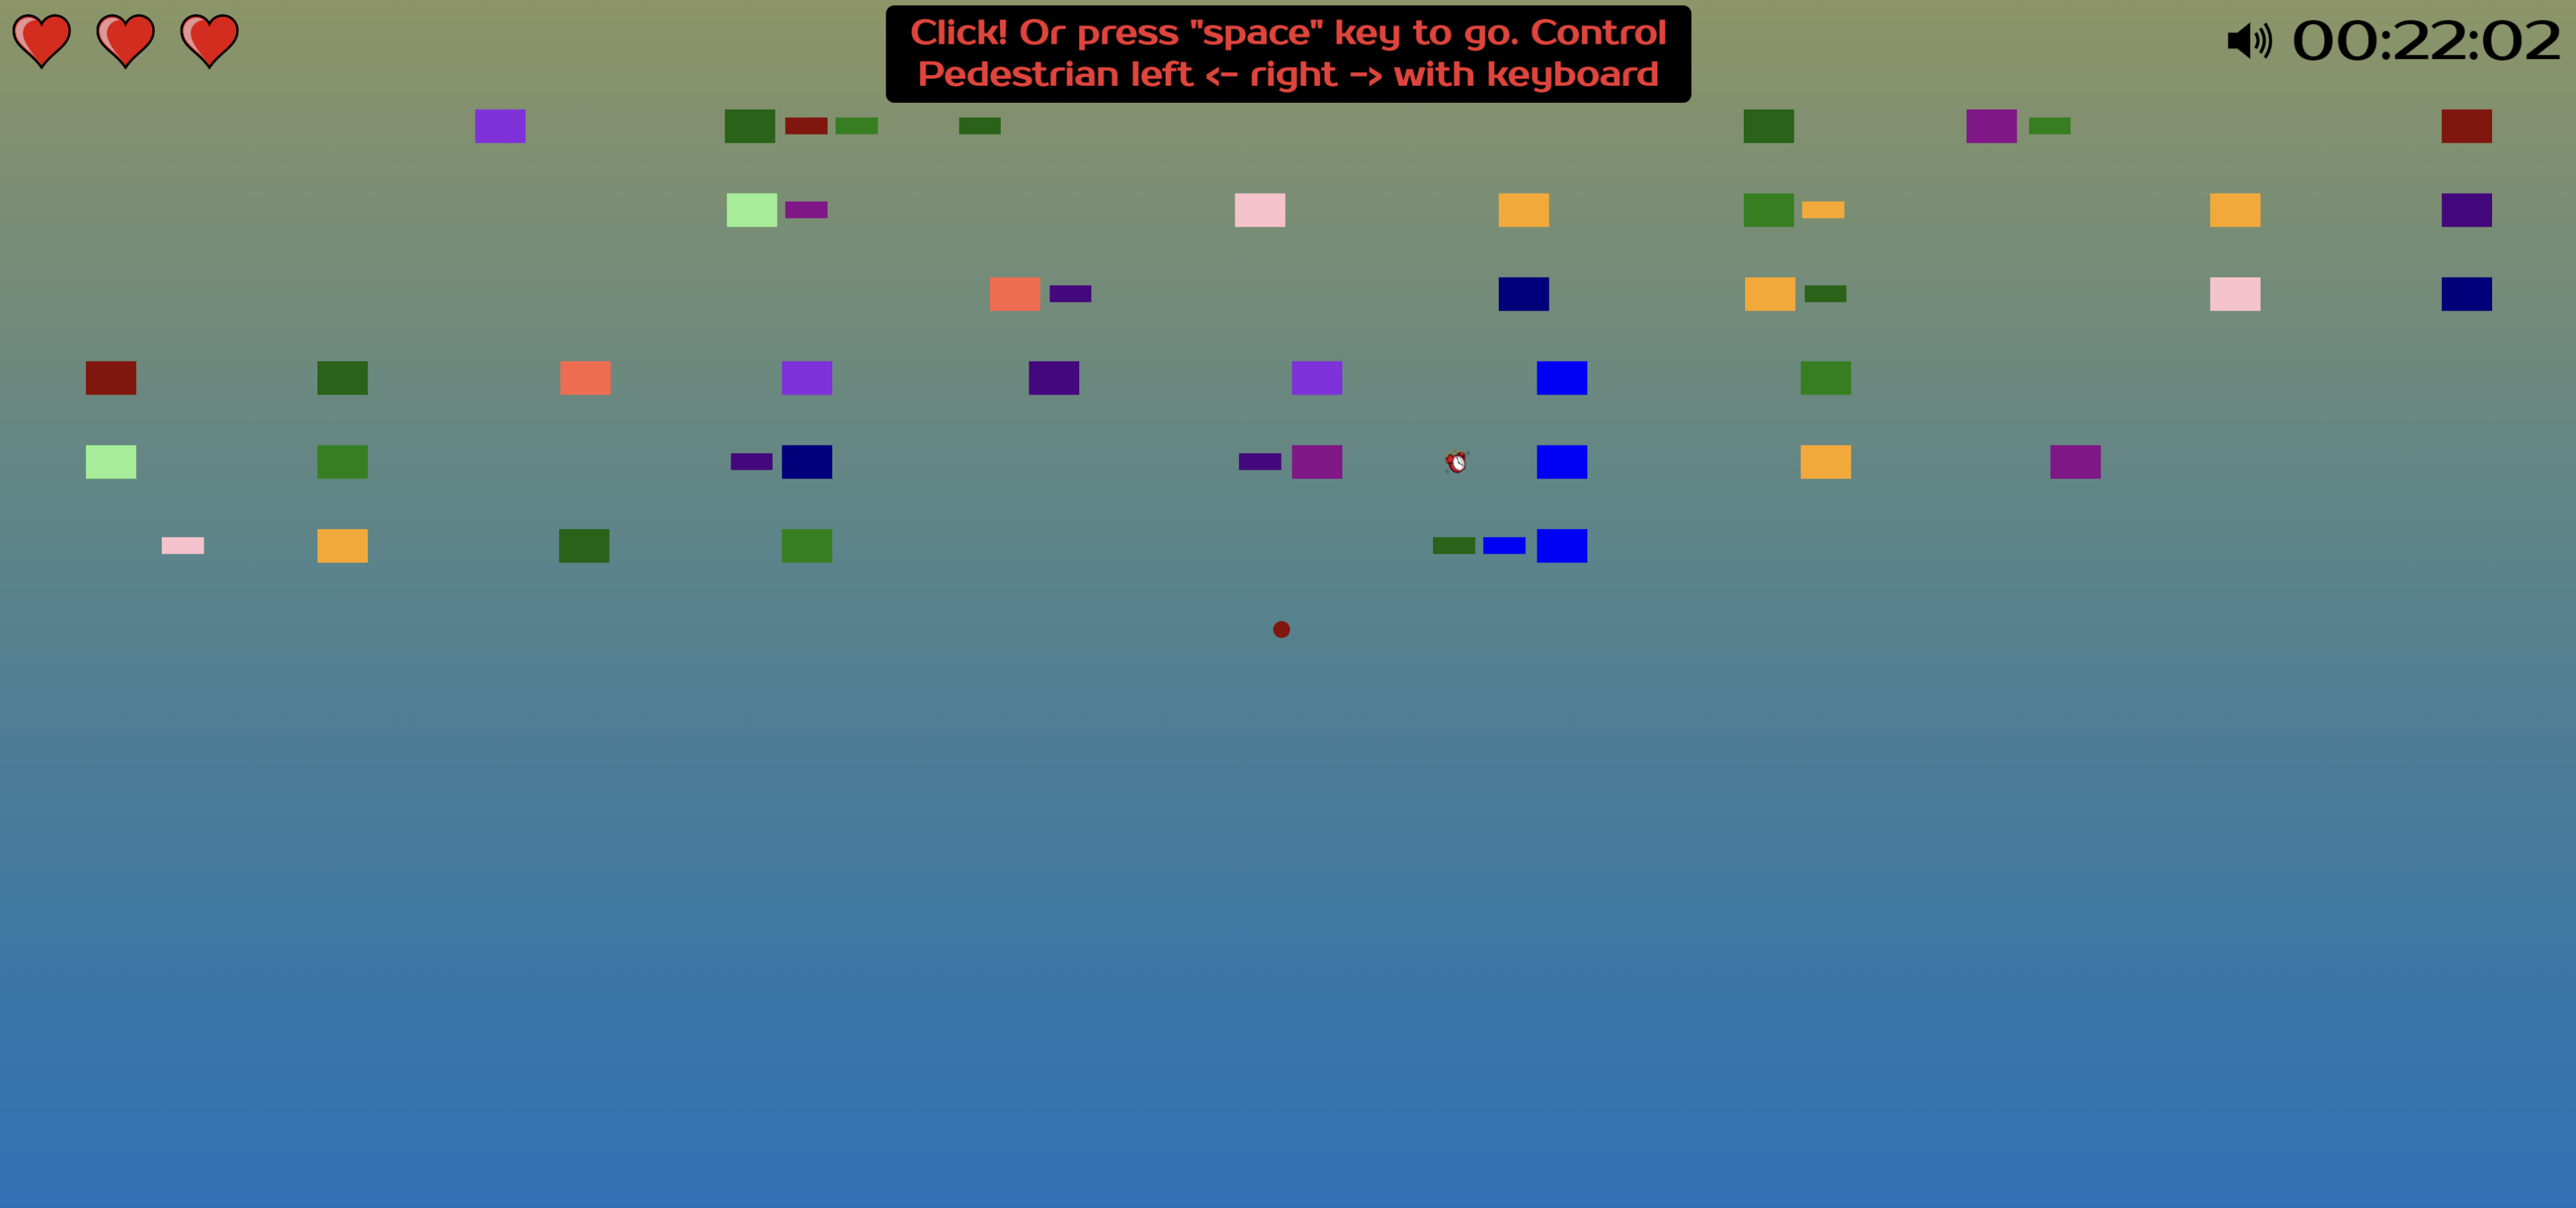 Click! Or press "space" key to go. Control
Pedestrian left <- right -> with keyboard
00:22:02